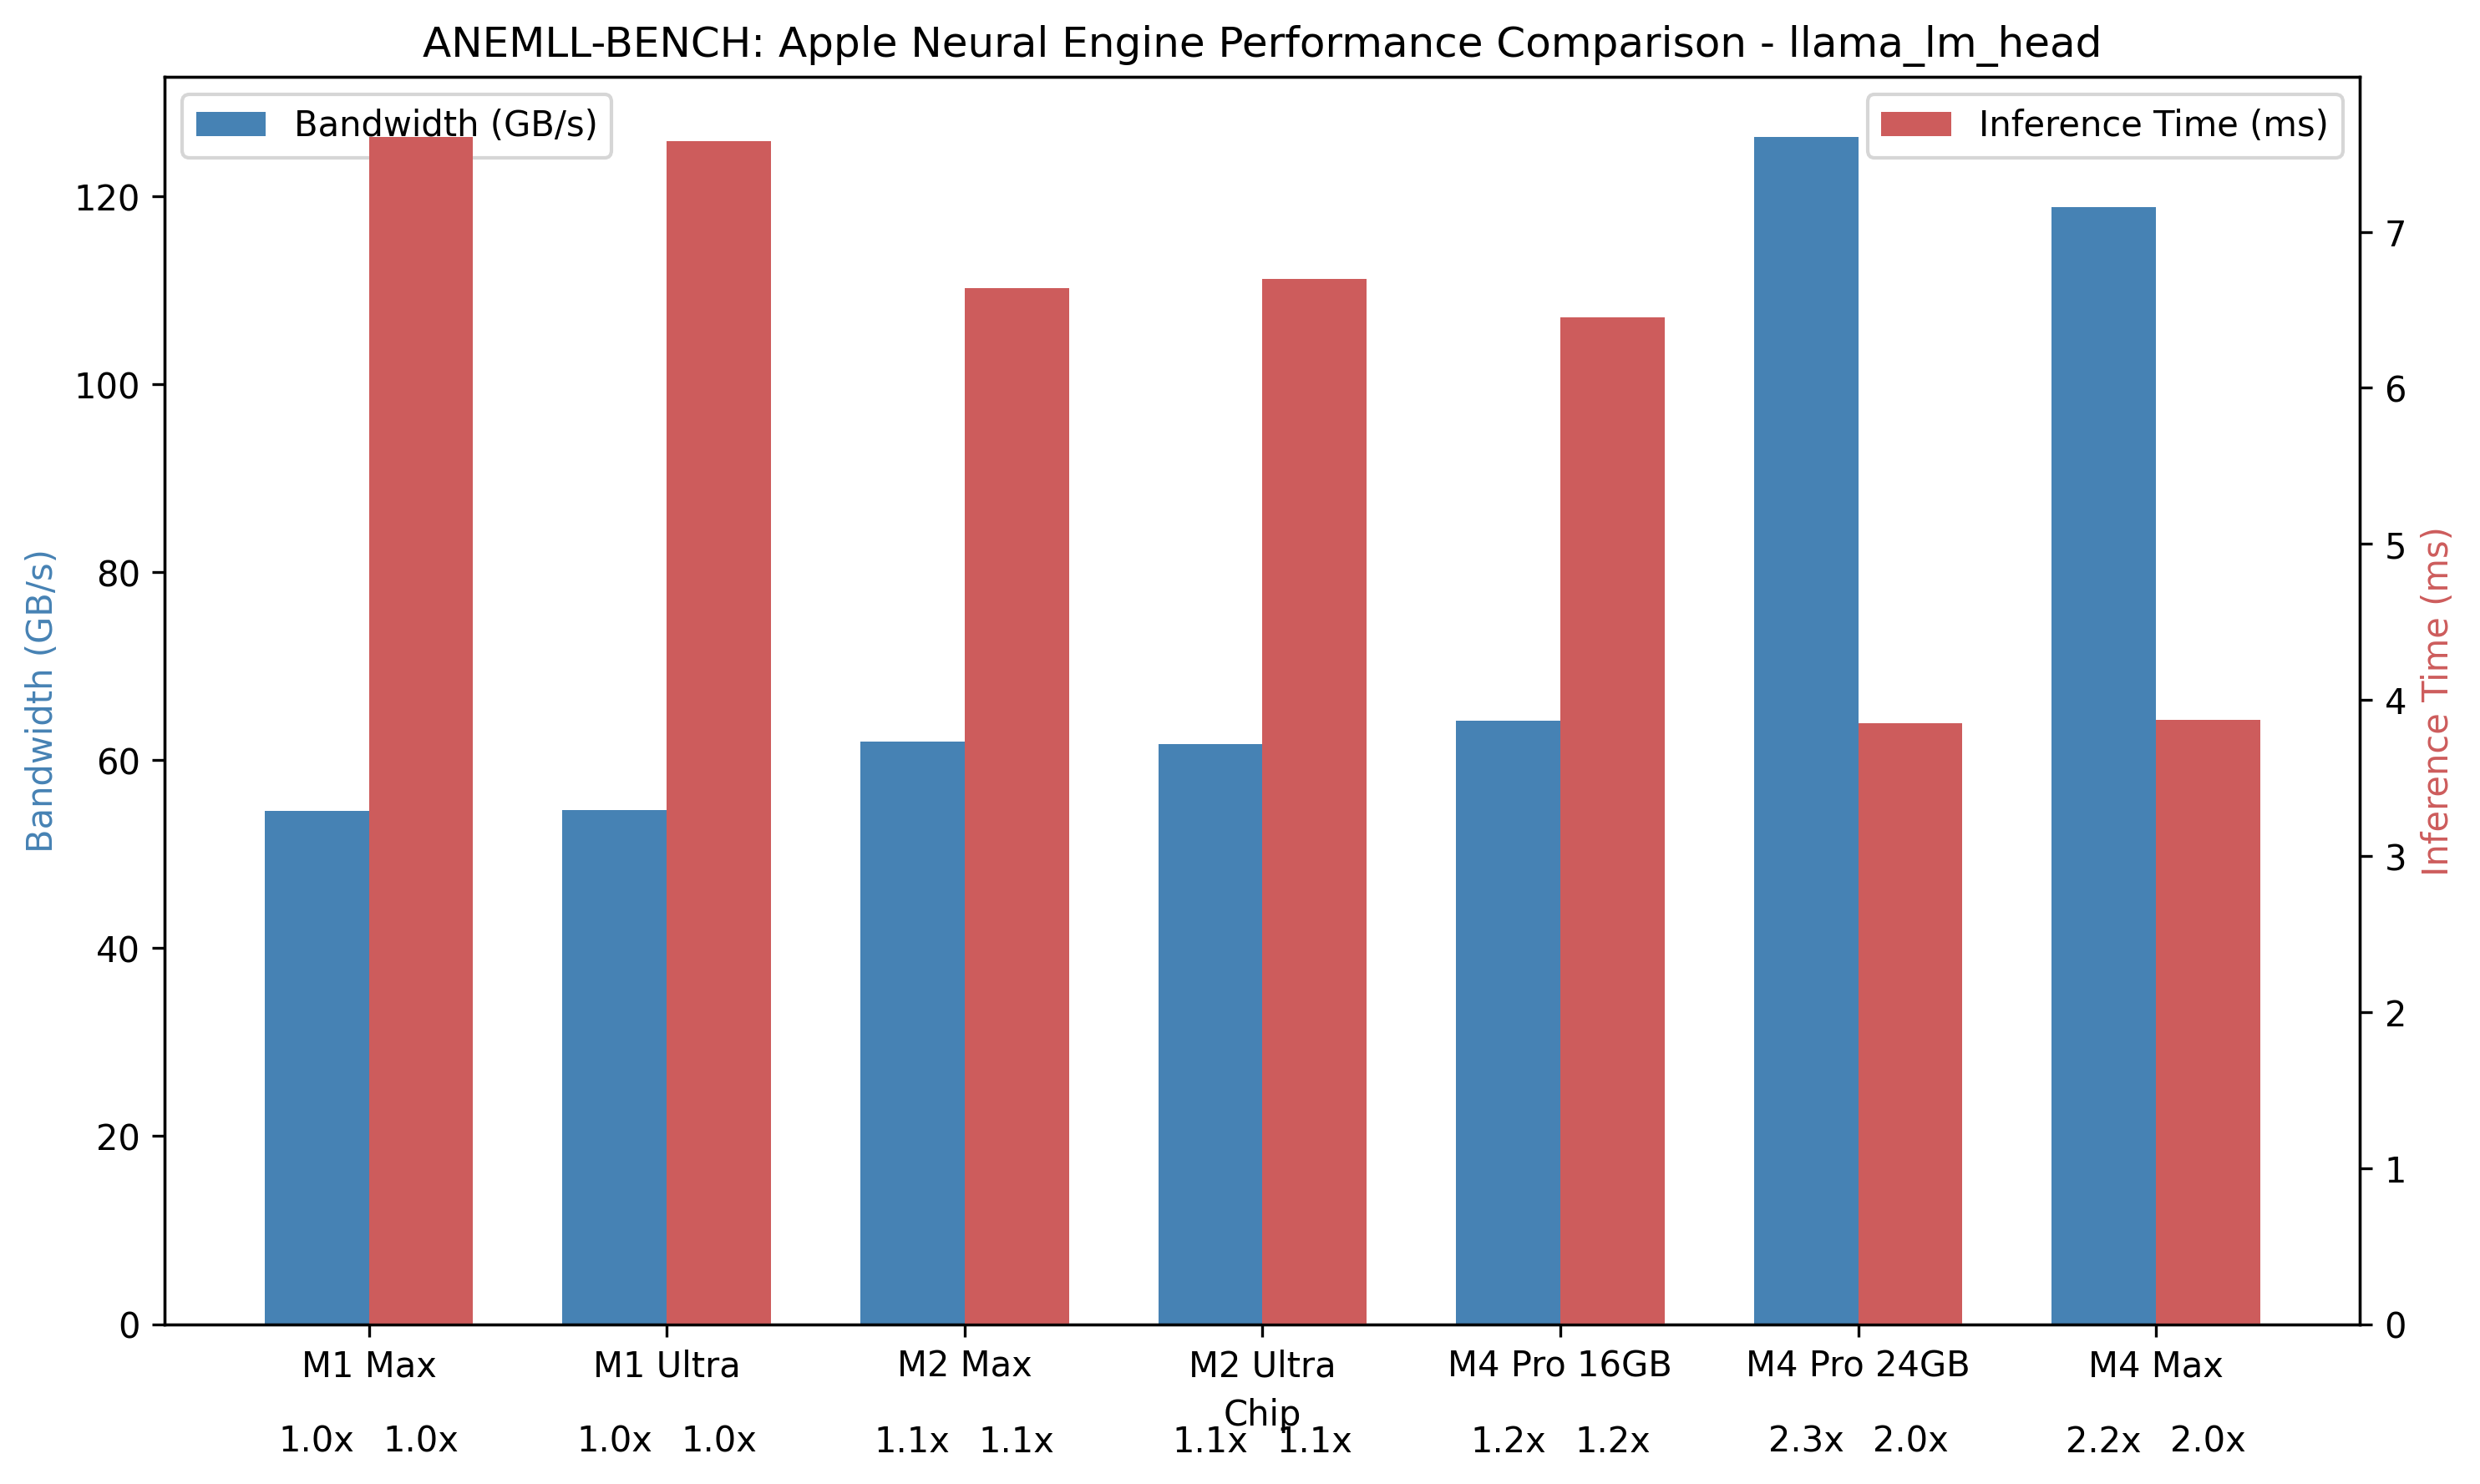 ANEMLL-BENCH: Apple Neural Engine Performance Comparison - llama_lm_head
Bandwidth (GB/s)
Inference Time (ms)
120
100
80
60
40
20
0
Bandwidth (GB/s)
7
6
5
4
3
2
1
0
Inference Time (ms)
M1 Max M1 Ultra M2 Max M2 Ultra M4 Pro 16GB M4 Pro 24GB M4 Max
Chip
1.0x 1.0x 1.0x 1.0x 1.1x 1.1x 1.1x 1.1x 1.2x 1.2x 2.3x 2.0x 2.2x 2.0x